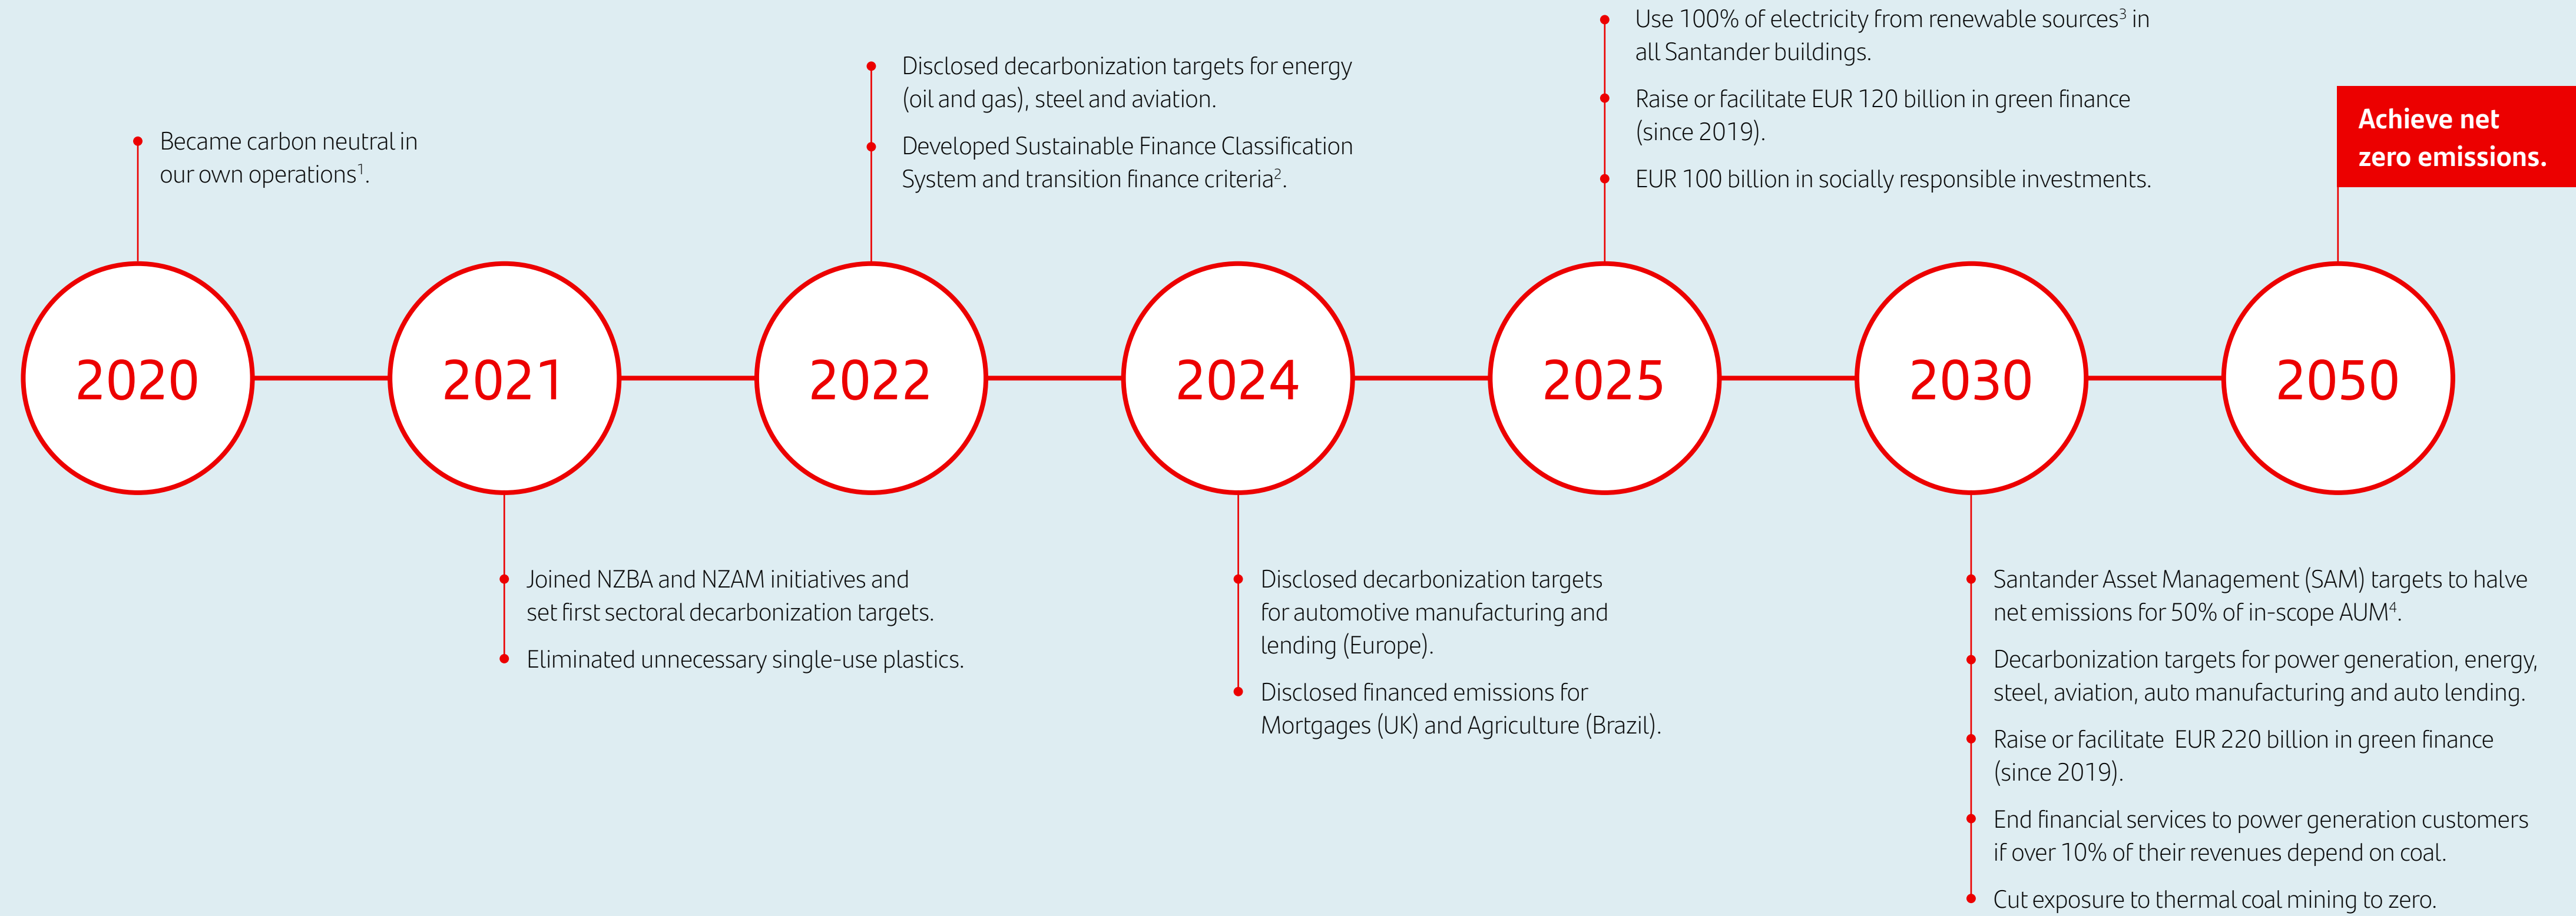 2020
Became carbon neutral in
our own operations¹.
2021
Joined NZBA and NZAM initiatives and
set first sectoral decarbonization targets.
Eliminated unnecessary single-use plastics.
2022
Disclosed decarbonization targets for energy
(oil and gas), steel and aviation.
Developed Sustainable Finance Classification
System and transition finance criteria².
2024
Disclosed decarbonization targets
for automotive manufacturing and
lending (Europe).
Disclosed financed emissions for
Mortgages (UK) and Agriculture (Brazil).
2025
Use 100% of electricity from renewable sources³ in
all Santander buildings.
Raise or facilitate EUR 120 billion in green finance
(since 2019).
EUR 100 billion in socially responsible investments.
2030
Santander Asset Management (SAM) targets to halve
net emissions for 50% of in-scope AUM⁴.
Decarbonization targets for power generation, energy,
steel, aviation, auto manufacturing and auto lending.
Raise or facilitate  EUR 220 billion in green finance
(since 2019).
End financial services to power generation customers
if over 10% of their revenues depend on coal.
Cut exposure to thermal coal mining to zero.
2050
Achieve net
zero emissions.